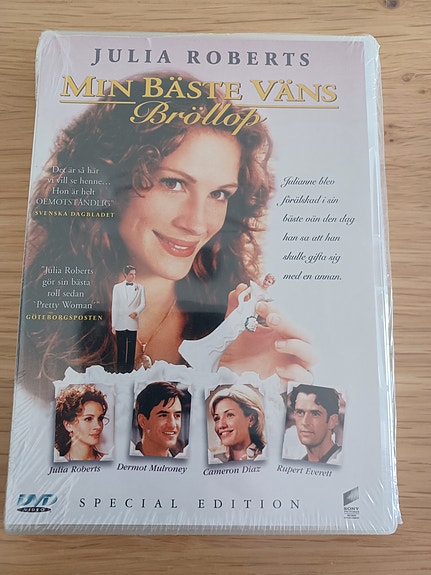 JULIA ROBERTS
MIN BÄSTE VÄNS
Bröllop
"Det är så här
vi vill se henne...
Hon är helt
OEMOTSTÅNDLIG"
SVENSKA DAGBLADET
Julianne blev
förälskad i sin
bäste vän den dag
han sa att han
skulle gifta sig
med en annan.
"Julia Roberts
gör sin bästa
roll sedan
'Pretty Woman'"
GÖTEBORGSPOSTEN
Julia Roberts
Dermot Mulroney
Cameron Diaz
Rupert Everett
DVD
VIDEO
SPECIAL EDITION
SONY